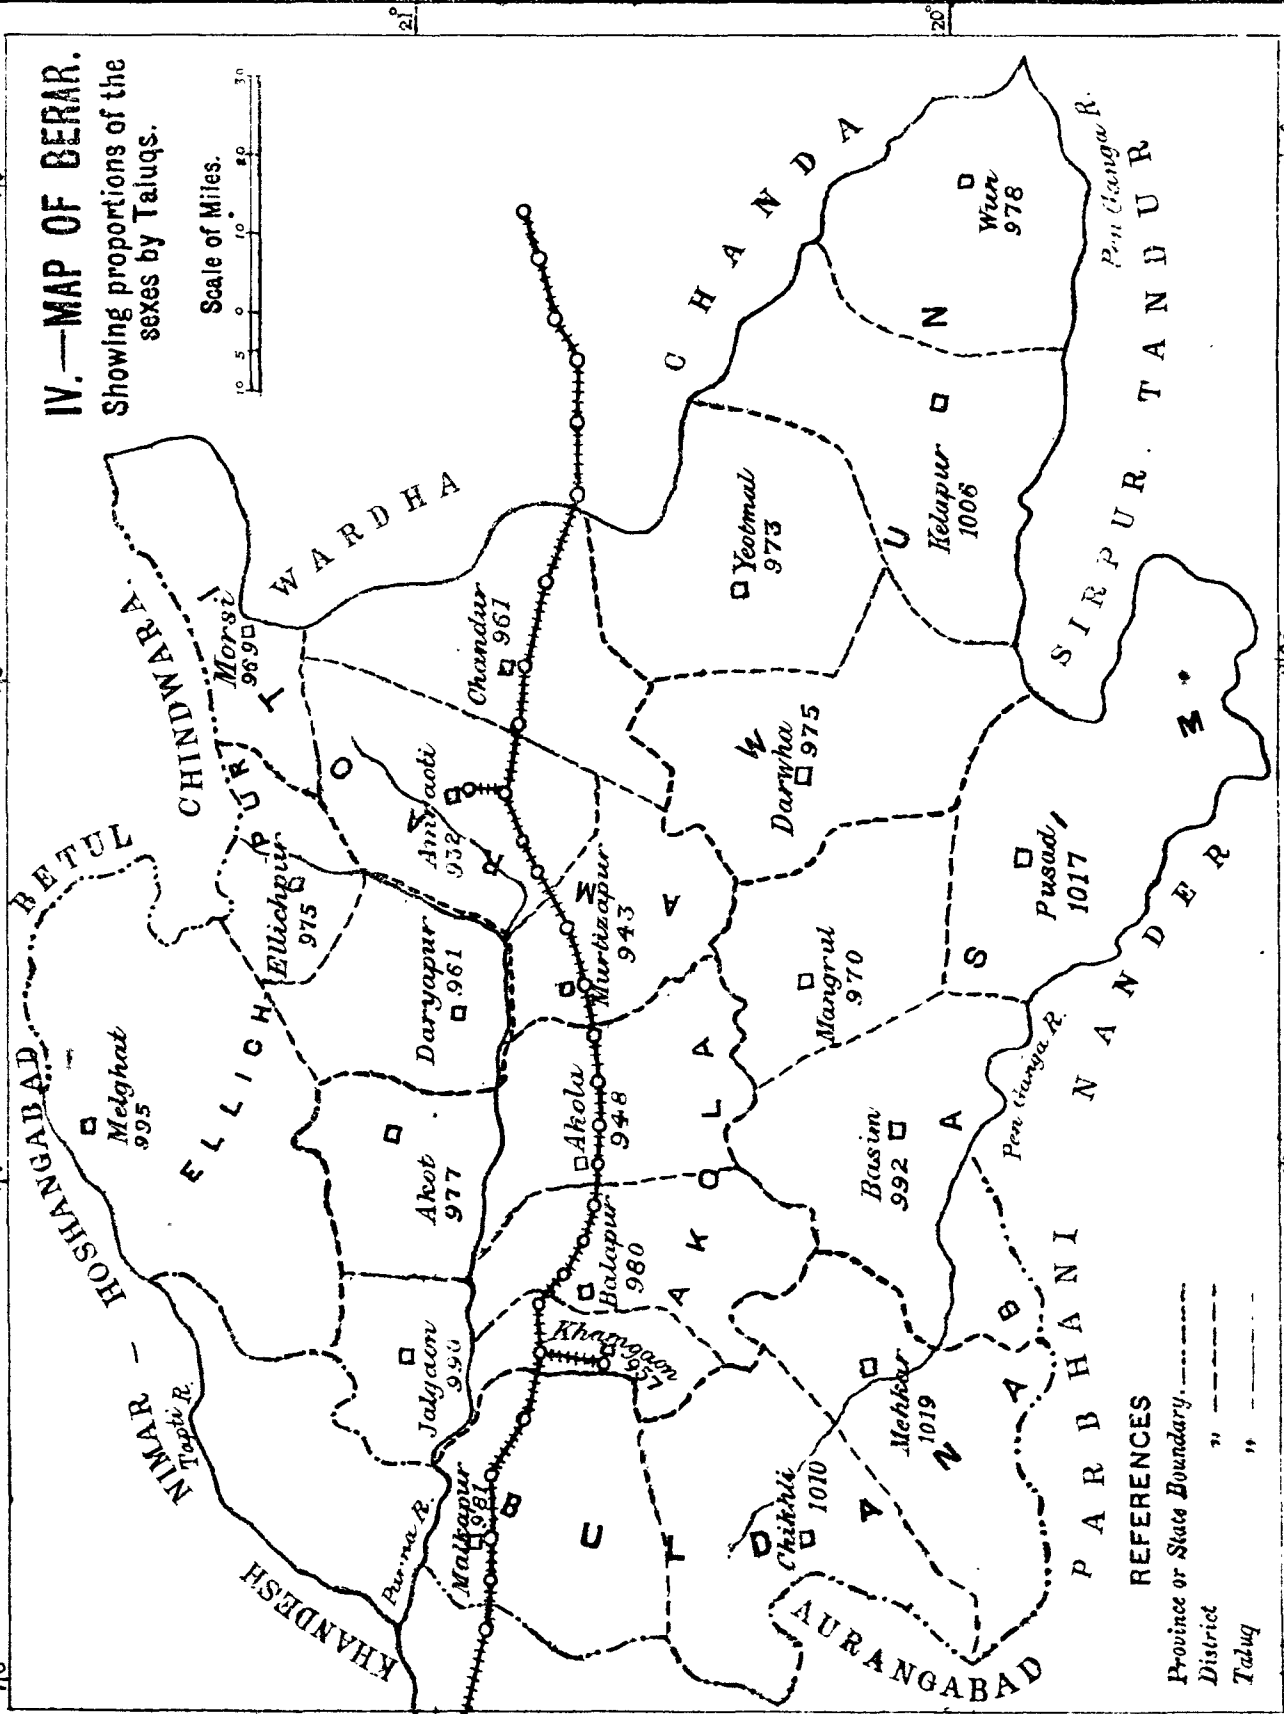 IV.—MAP OF BERAR.
Showing proportions of the
sexes by Taluqs.
Scale of Miles.
10 5 0 10 20 30
21°
20°
BETUL
CHINDWARA.
HOSHANGABAD
NIMAR —
Tapti R.
KHANDESH
WARDHA
CHANDA
SIRPUR. TANDUR
NANDER
PARBHANI
AURANGABAD
Purna R.
Pen Ganga R.
Pen Ganga R.
ELLICHPUR
AMRAOTI
AKOLA
BULDANA
BASIM
WUN
Melghat
995
Ellichpur
975
Morsi
969
Daryapur
961
Amraoti
932
Chandur
961
Murtizapur
943
Akot
977
Jalgaon
990
Akola
948
Balapur
980
Khamgaon
957
Malkapur
981
Chikhli
1010
Mehkar
1019
Basim
992
Mangrul
970
Pusad
1017
Darwha
975
Yeotmal
973
Kelapur
1006
Wun
978
REFERENCES
Province or State Boundary
District "
Taluq "